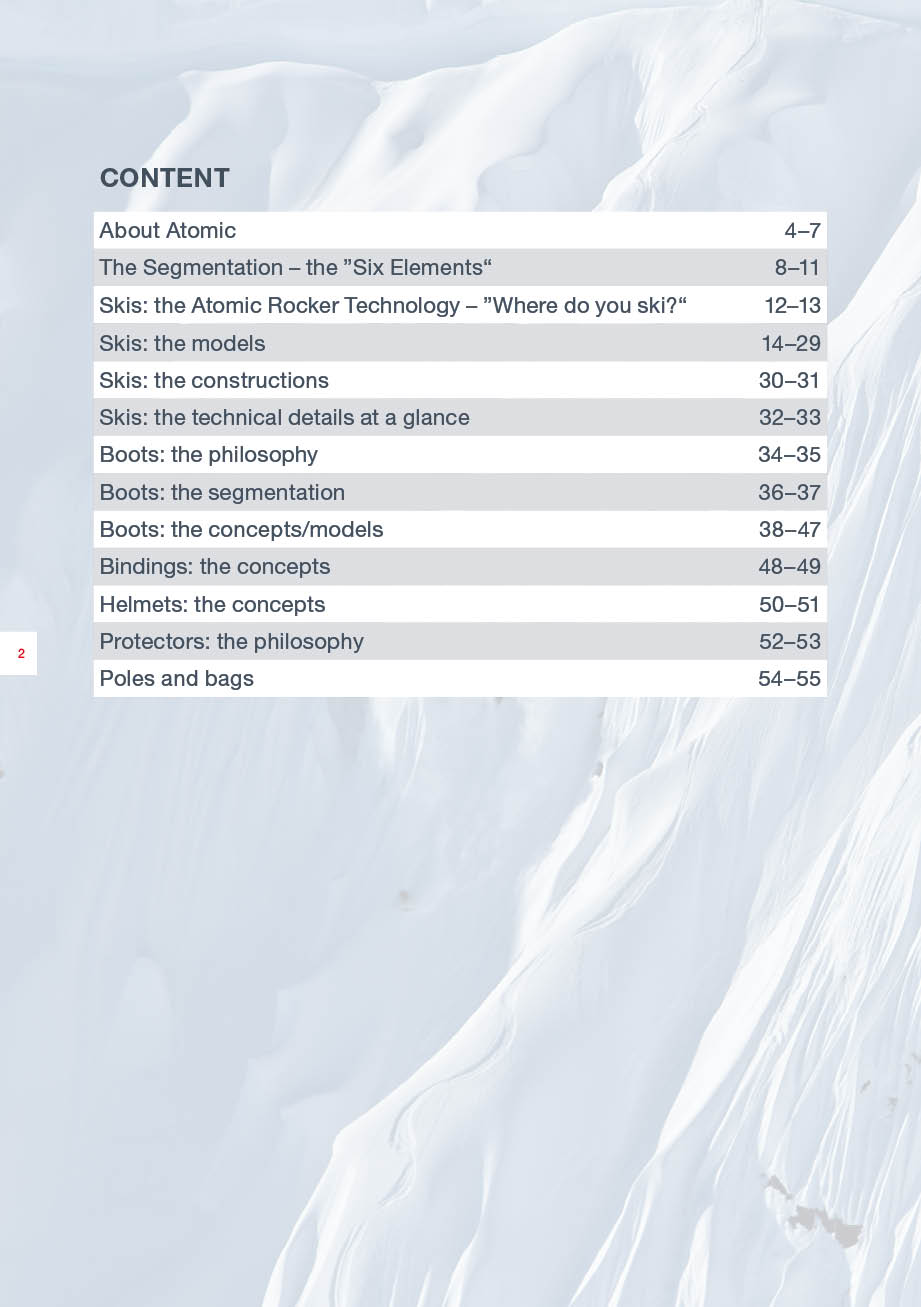 CONTENT
About Atomic 4–7
The Segmentation – the ”Six Elements“ 8–11
Skis: the Atomic Rocker Technology – ”Where do you ski?“ 12–13
Skis: the models 14–29
Skis: the constructions 30–31
Skis: the technical details at a glance 32–33
Boots: the philosophy 34–35
Boots: the segmentation 36–37
Boots: the concepts/models 38–47
Bindings: the concepts 48–49
Helmets: the concepts 50–51
Protectors: the philosophy 52–53
2
Poles and bags 54–55